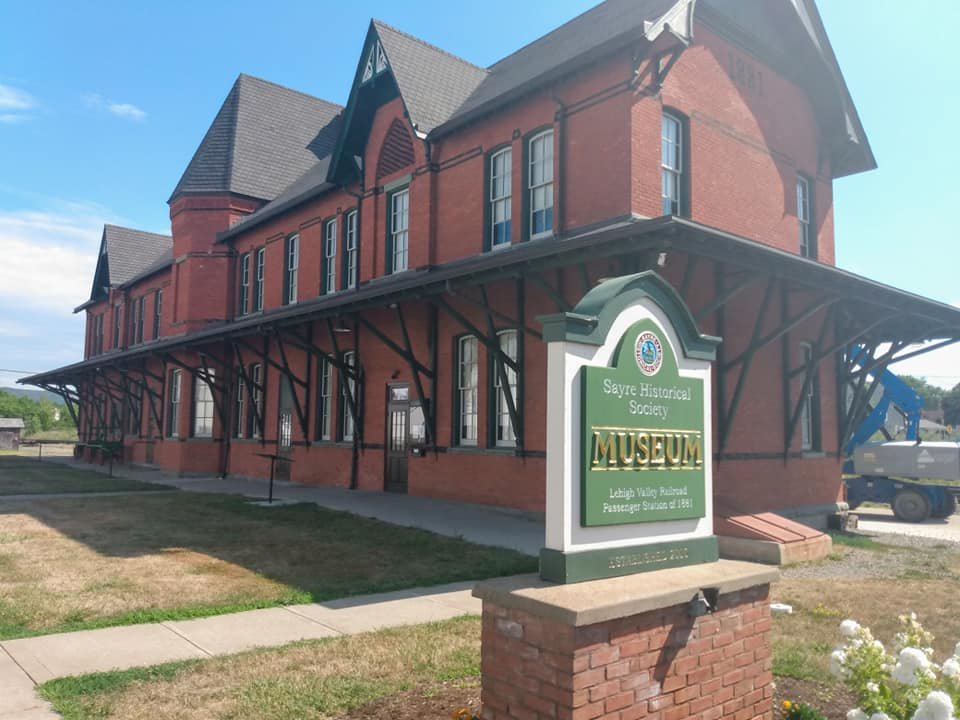 1881
Sayre Historical
Society
MUSEUM
Lehigh Valley Railroad
Passenger Station of 1881